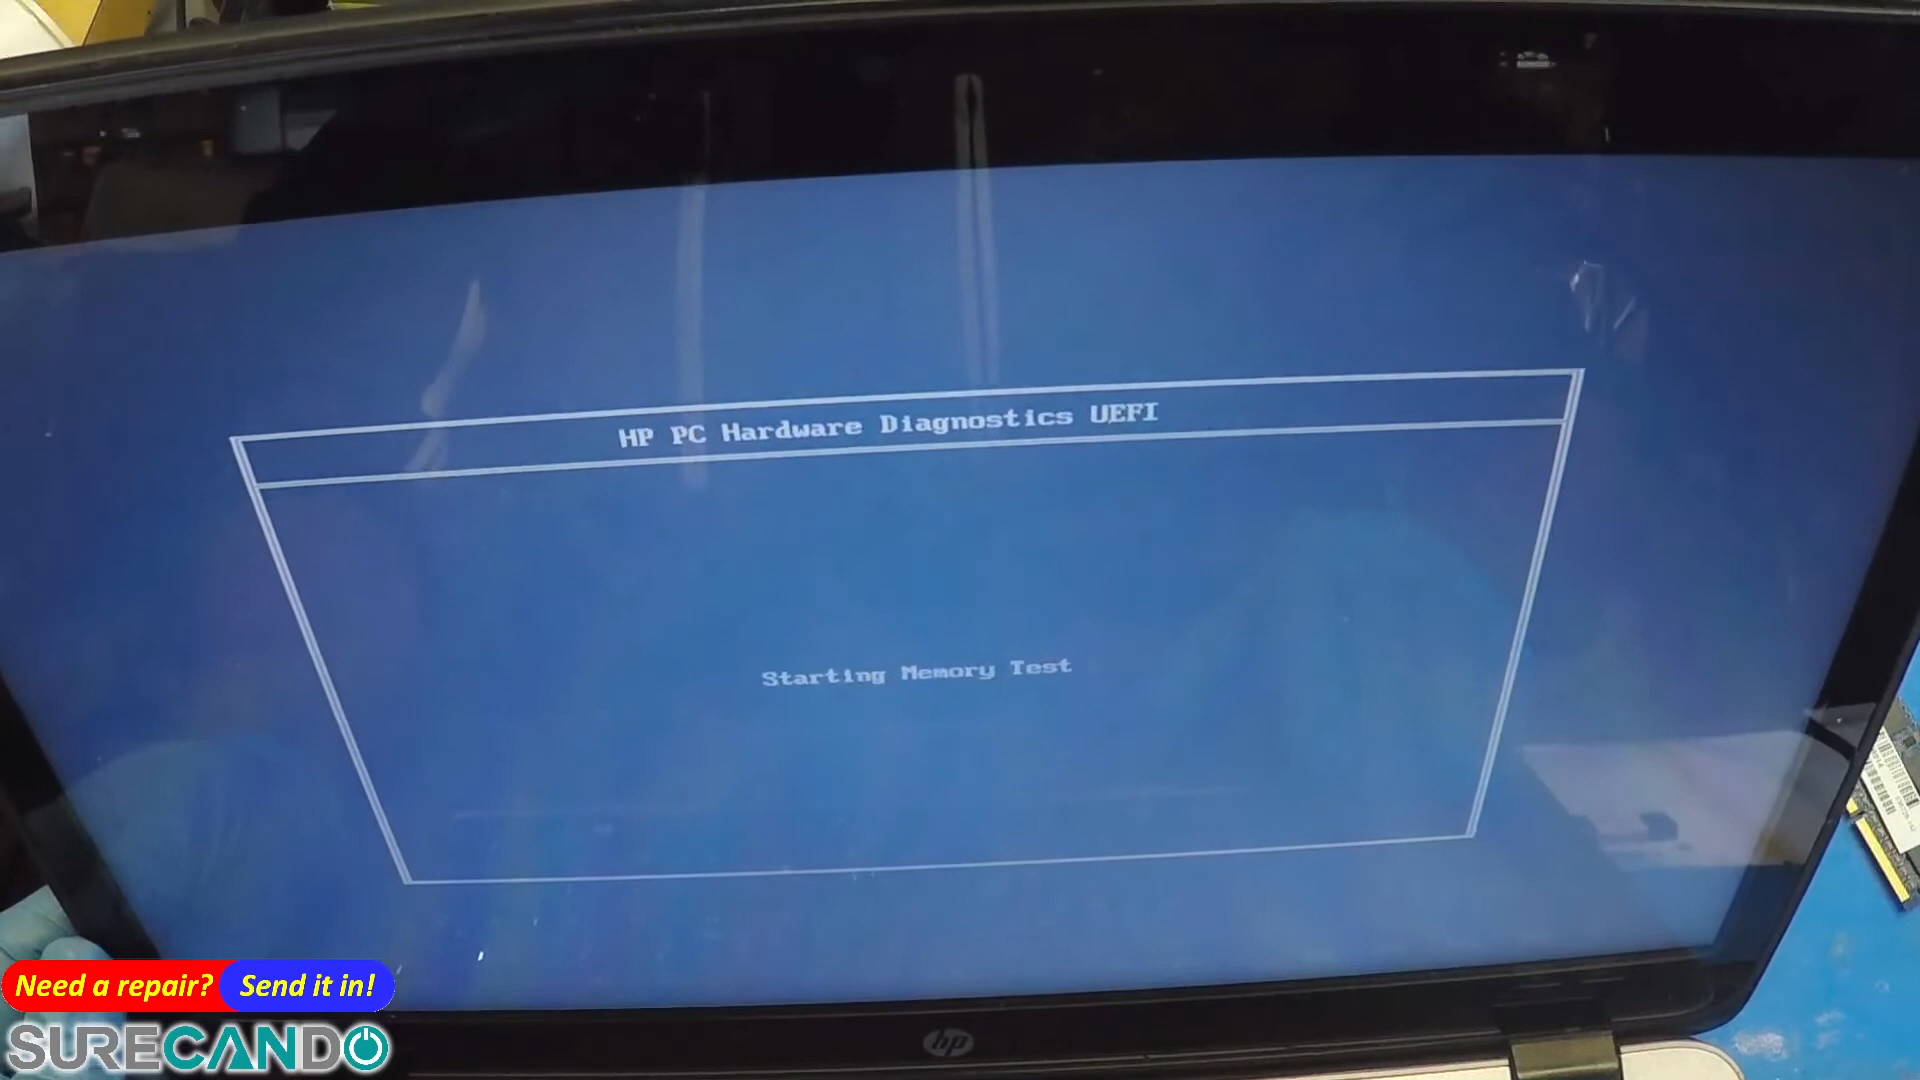 HP PC Hardware Diagnostics UEFI
Starting Memory Test
hp
Need a repair? Send it in!
SURECANDO